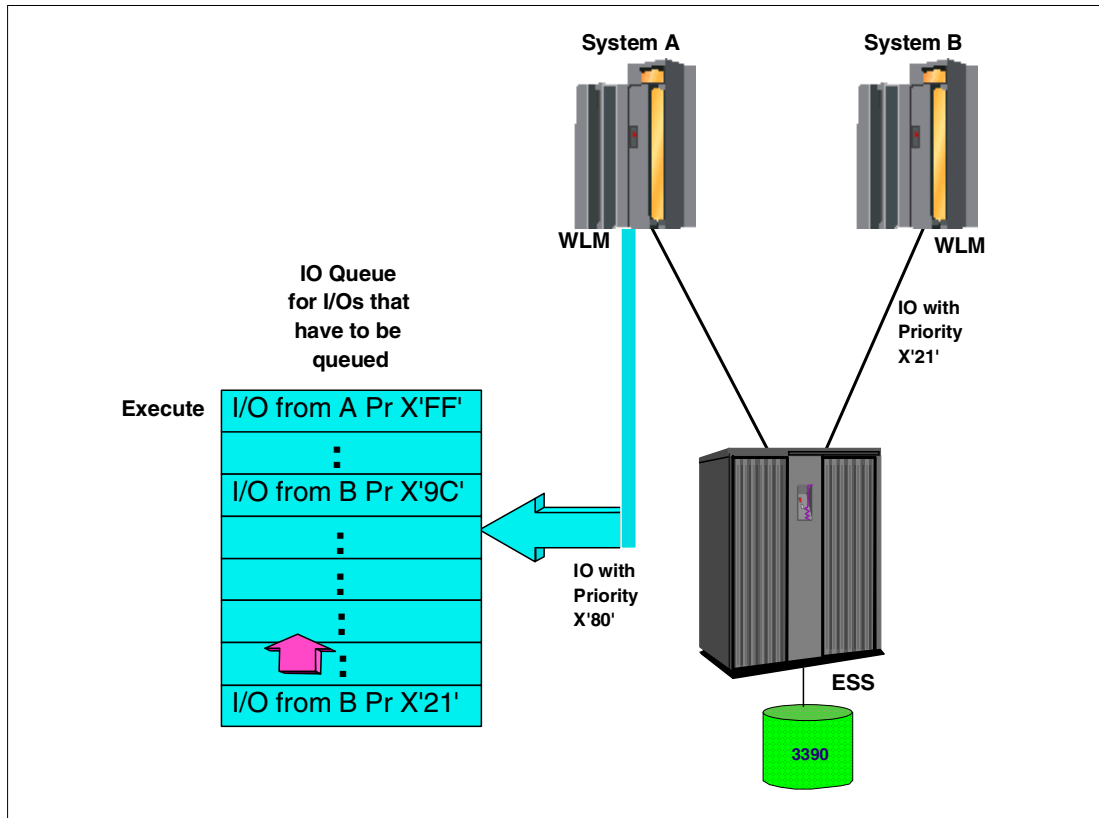 System A
System B
WLM
WLM
IO Queue
for I/Os that
have to be
queued
IO with
Priority
X'21'
Execute
I/O from A Pr X'FF'
:
I/O from B Pr X'9C'
:
:
:
:
I/O from B Pr X'21'
IO with
Priority
X'80'
ESS
3390